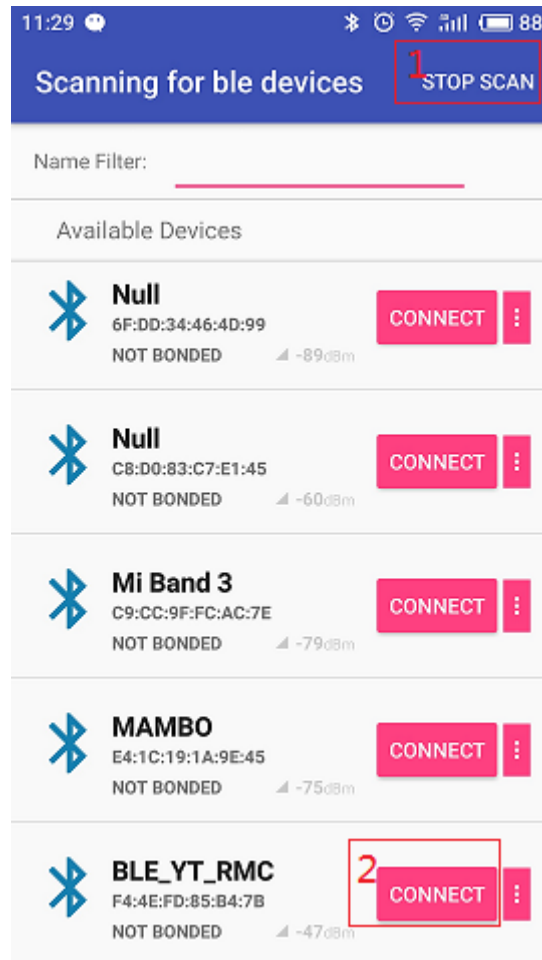 11:29 88
1
Scanning for ble devices STOP SCAN
Name Filter:
Available Devices
Null
6F:DD:34:46:4D:99 CONNECT
NOT BONDED -89dBm
Null
C8:D0:83:C7:E1:45 CONNECT
NOT BONDED -60dBm
Mi Band 3
C9:CC:9F:FC:AC:7E CONNECT
NOT BONDED -79dBm
MAMBO
E4:1C:19:1A:9E:45 CONNECT
NOT BONDED -75dBm
BLE_YT_RMC 2
F4:4E:FD:85:B4:7B CONNECT
NOT BONDED -47dBm